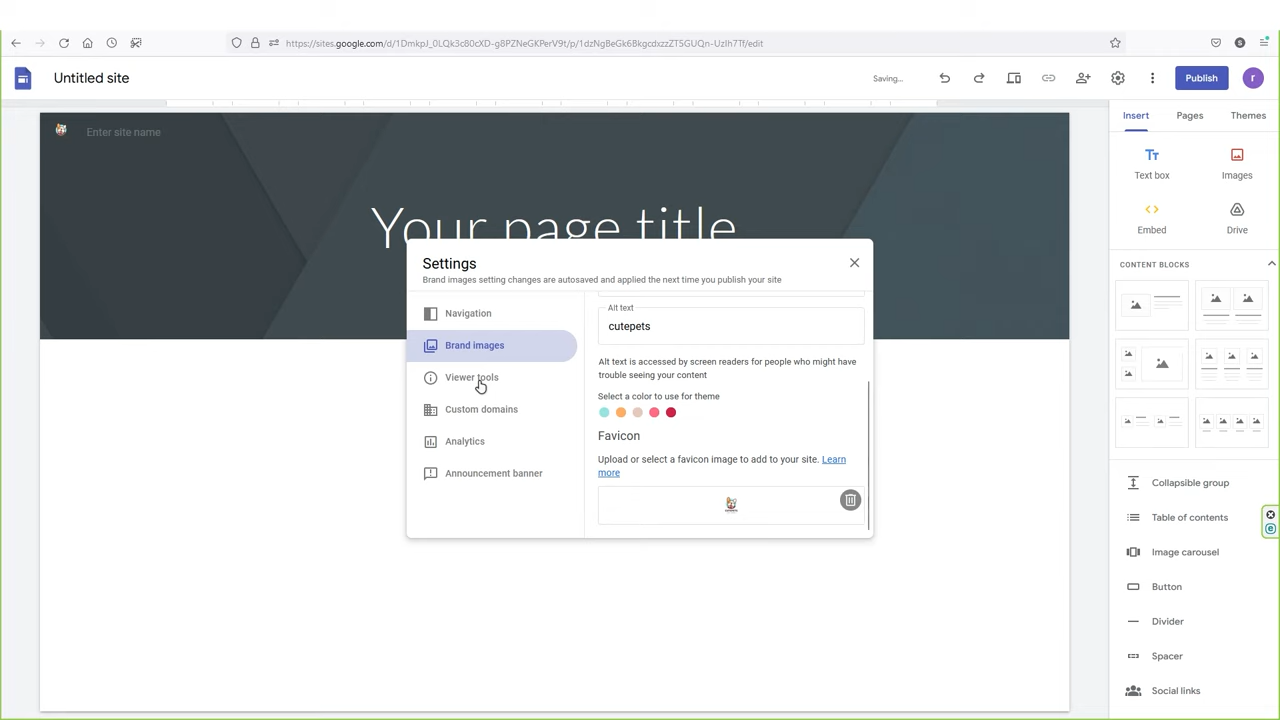 https://sites.google.com/d/1DmkpJ_0LQk3c80cXD-g8PZNeGKPerV9t/p/1dzNgBeGk6BkgcdxzzZT5GUQn-UzIh7Tf/edit
Untitled site
Saving...
Publish
r
Enter site name
Your page title
Insert
Pages
Themes
Text box
Images
Embed
Drive
CONTENT BLOCKS
Collapsible group
Table of contents
Image carousel
Button
Divider
Spacer
Social links
Settings
Brand images setting changes are autosaved and applied the next time you publish your site
Navigation
Brand images
Viewer tools
Custom domains
Analytics
Announcement banner
Alt text
cutepets
Alt text is accessed by screen readers for people who might have
trouble seeing your content
Select a color to use for theme
Favicon
Upload or select a favicon image to add to your site. Learn
more